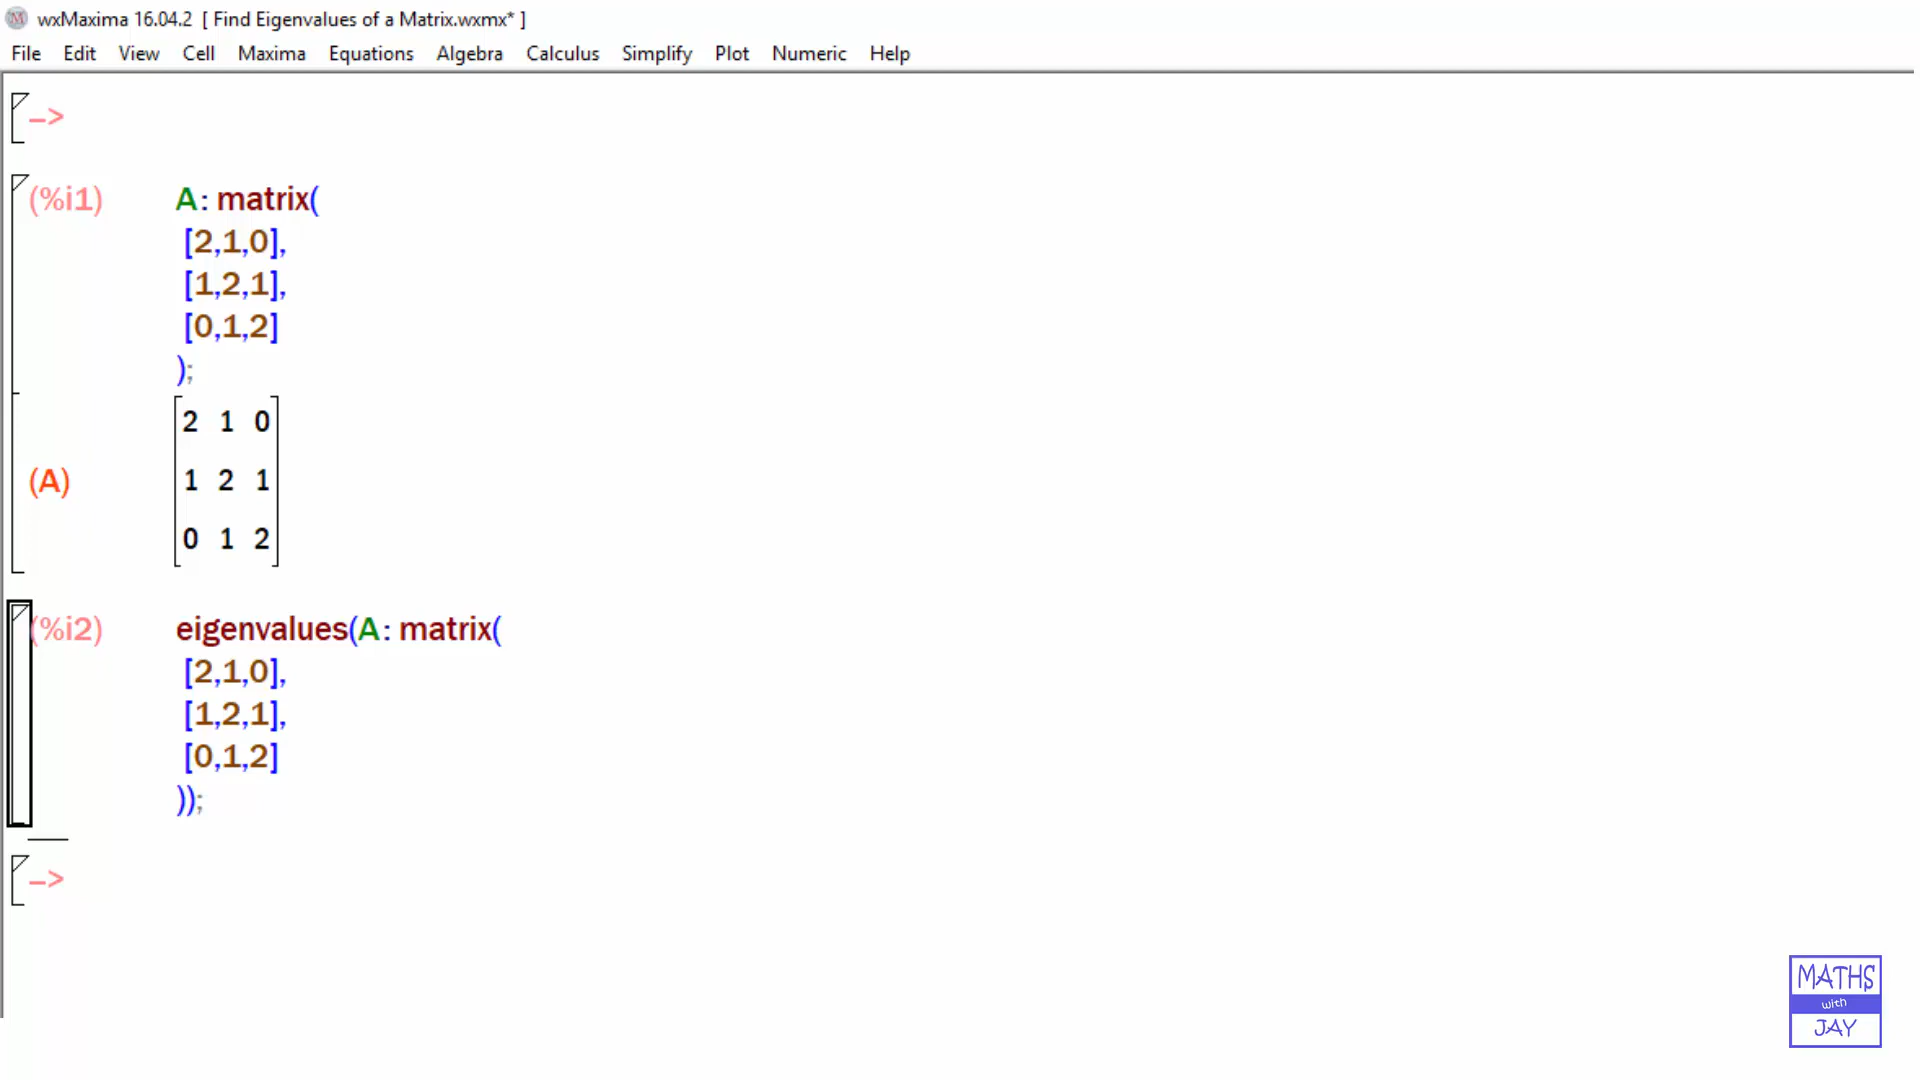 wxMaxima 16.04.2 [ Find Eigenvalues of a Matrix.wxmx* ]
File Edit View Cell Maxima Equations Algebra Calculus Simplify Plot Numeric Help
-->
(%i1) A: matrix(
[2,1,0],
[1,2,1],
[0,1,2]
);
2 1 0
(A) 1 2 1
0 1 2
(%i2) eigenvalues(A: matrix(
[2,1,0],
[1,2,1],
[0,1,2]
));
-->
MATHS
with
JAY